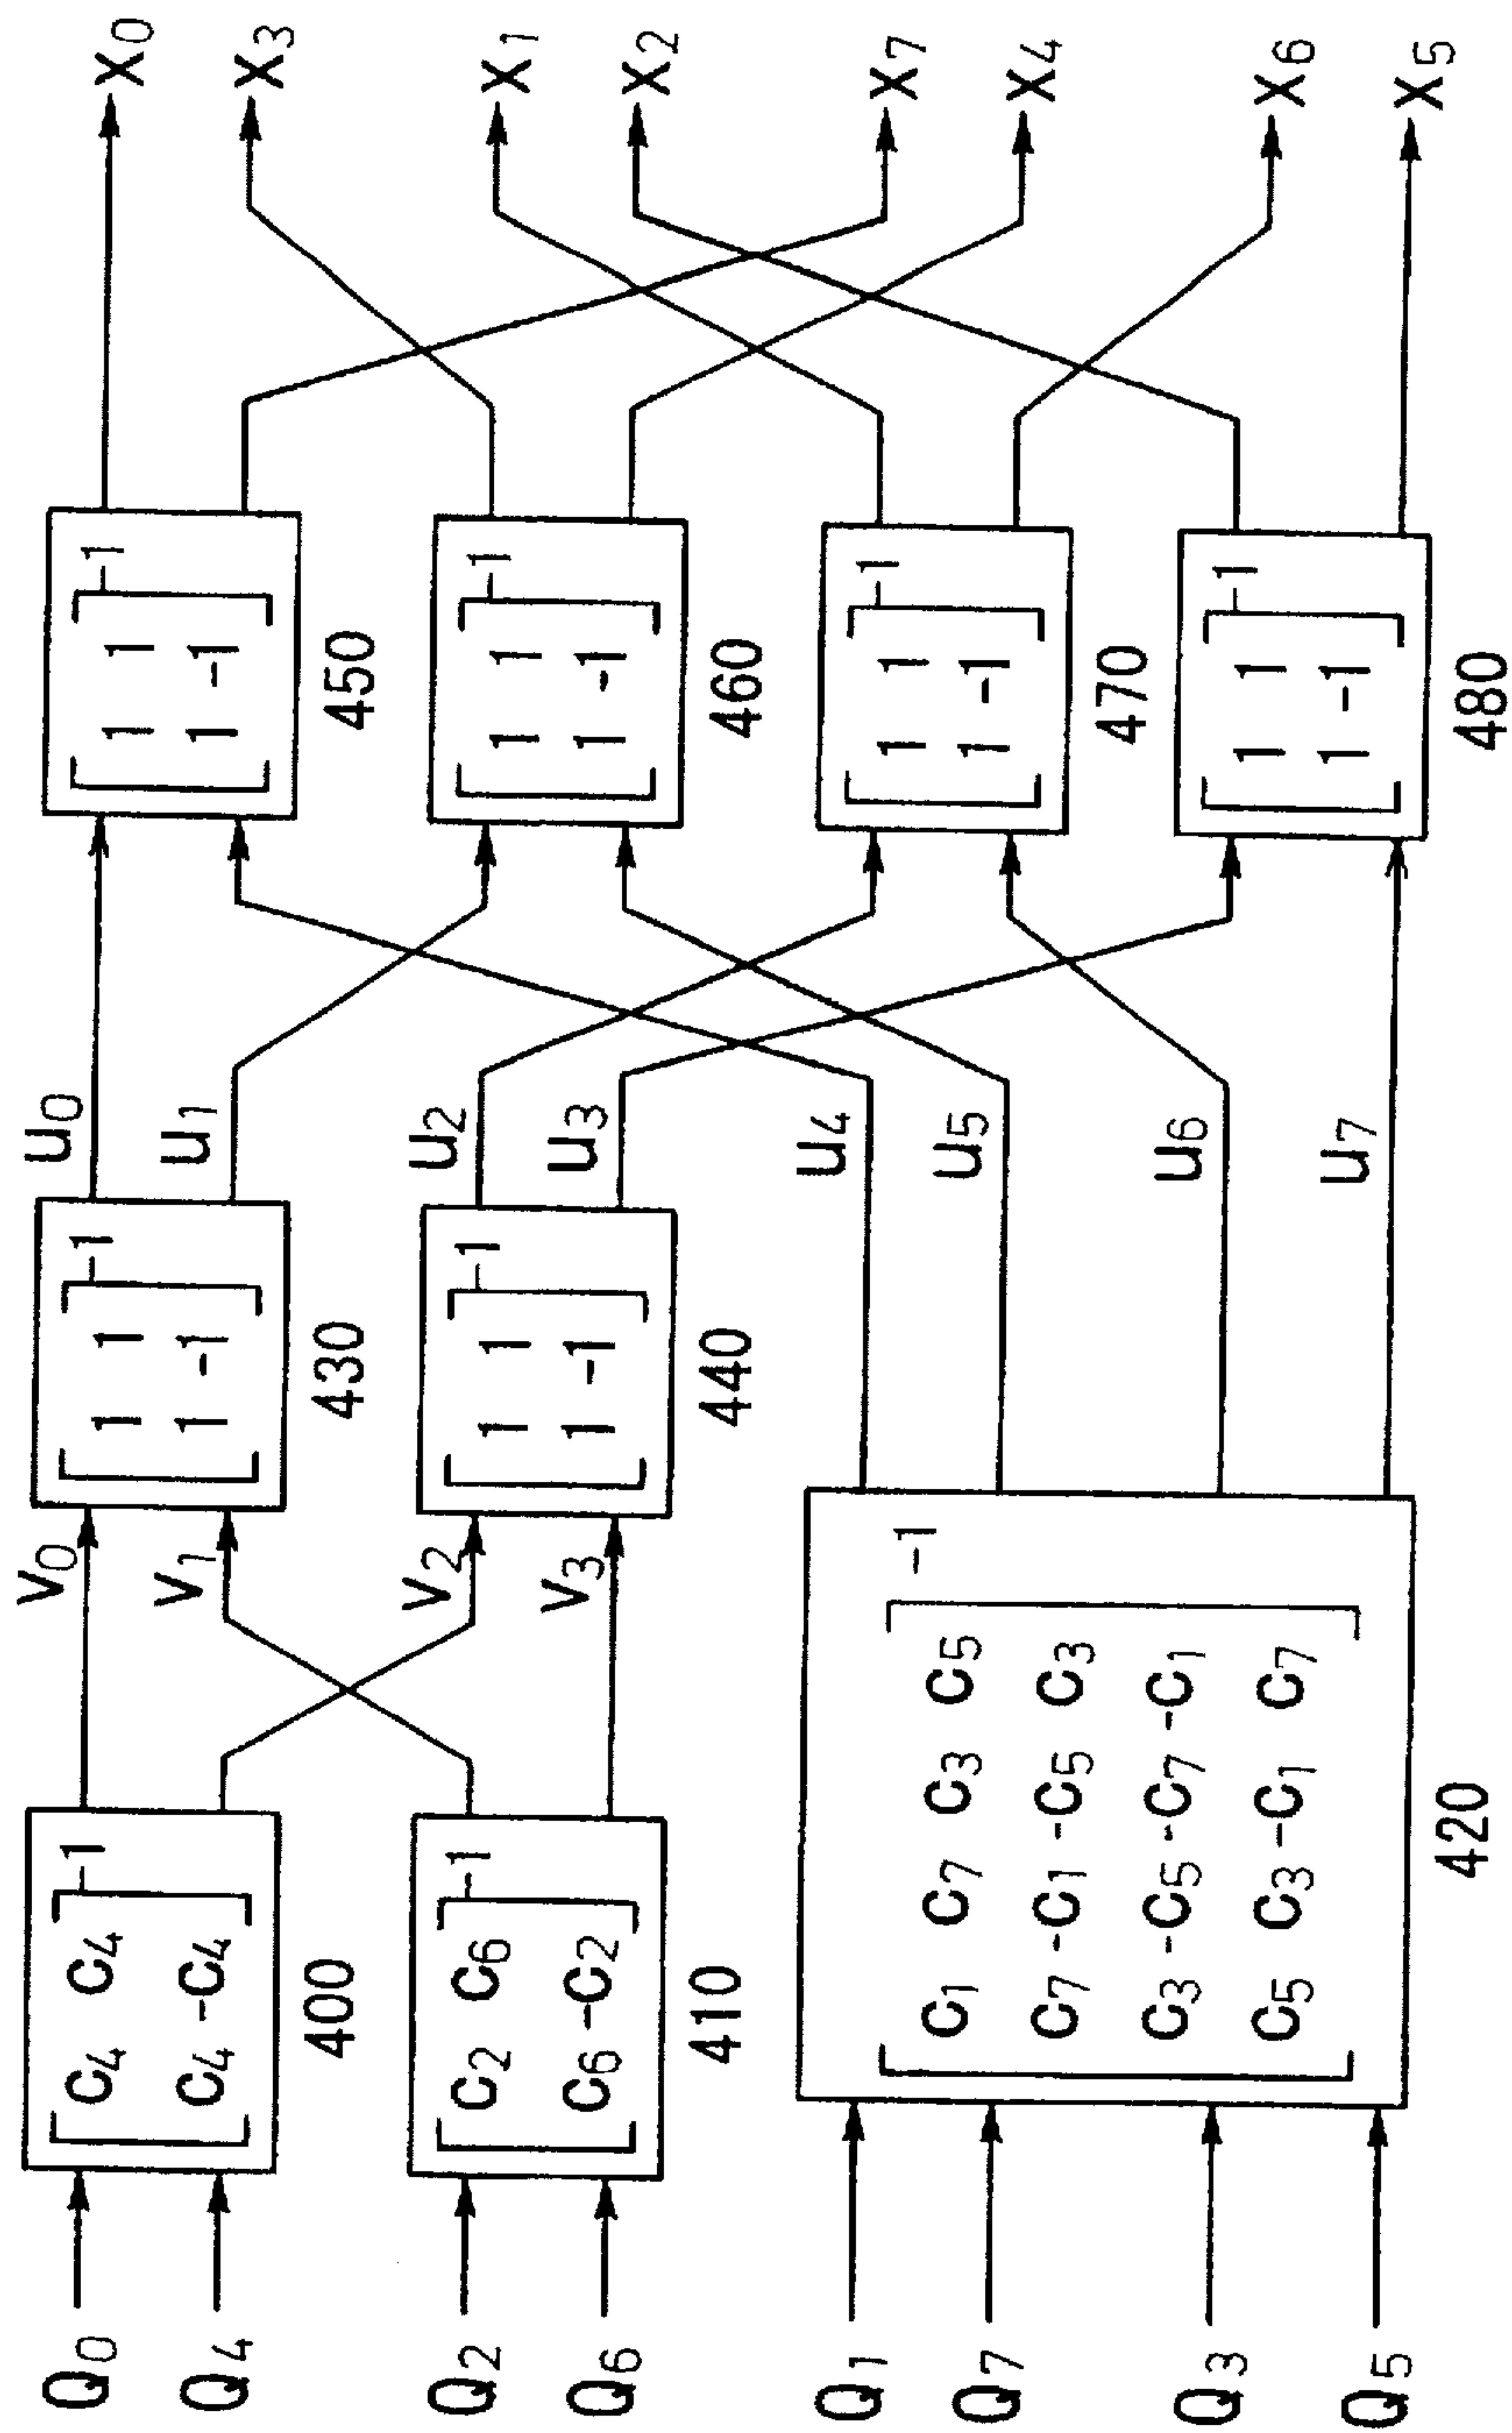 Q₀
Q₄
Q₂
Q₆
Q₁
Q₇
Q₃
Q₅
[ C₄ C₄ ]⁻¹
[ C₄ -C₄ ]
400
[ C₂ C₆ ]⁻¹
[ C₆ -C₂ ]
410
[ C₁ C₇ C₃ C₅ ]⁻¹
[ C₇ -C₁ -C₅ C₃ ]
[ C₃ -C₅ -C₇ -C₁ ]
[ C₅ C₃ -C₁ C₇ ]
420
V₀
V₁
V₂
V₃
[ 1 1 ]⁻¹
[ 1 -1 ]
430
[ 1 1 ]⁻¹
[ 1 -1 ]
440
u₀
u₁
u₂
u₃
u₄
u₅
u₆
u₇
[ 1 1 ]⁻¹
[ 1 -1 ]
450
[ 1 1 ]⁻¹
[ 1 -1 ]
460
[ 1 1 ]⁻¹
[ 1 -1 ]
470
[ 1 1 ]⁻¹
[ 1 -1 ]
480
X₀
X₃
X₁
X₂
X₇
X₄
X₆
X₅